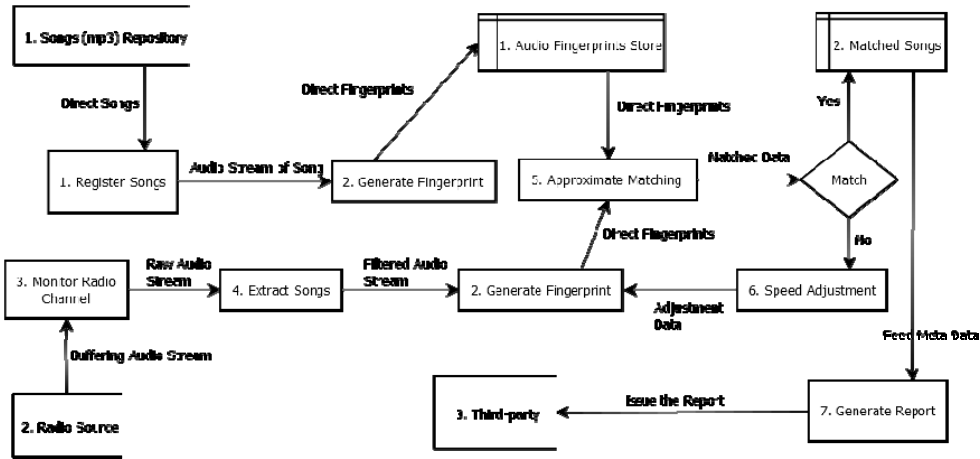 1. Songs (mp3) Repository
1. Audio Fingerprints Store
2. Matched Songs
Direct Songs
Direct Fingerprints
Direct Fingerprints
Yes
1. Register Songs
Audio Stream of Song
2. Generate Fingerprint
5. Approximate Matching
Matched Data
Match
Direct Fingerprints
No
3. Monitor Radio
Channel
Raw Audio
Stream
4. Extract Songs
Filtered Audio
Stream
2. Generate Fingerprint
Adjustment
Data
6. Speed Adjustment
Buffering Audio Stream
Feed Meta Data
2. Radio Source
3. Third-party
Issue the Report
7. Generate Report